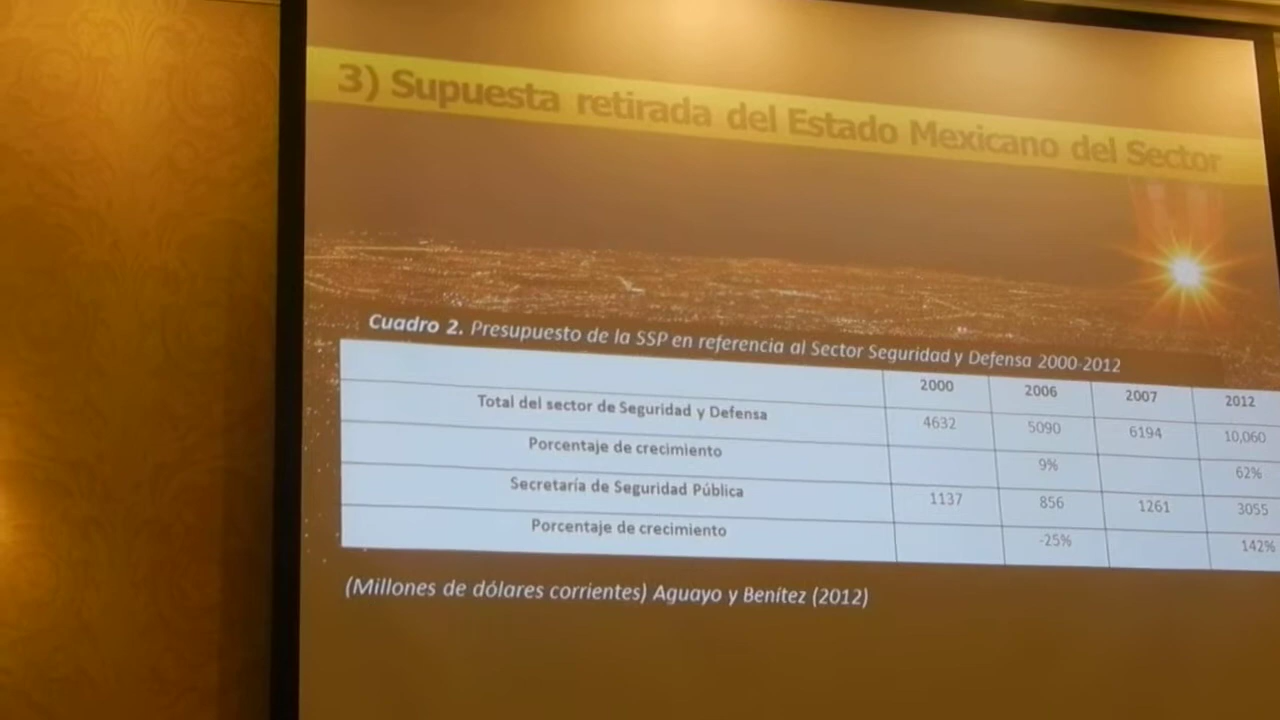 3) Supuesta retirada del Estado Mexicano del Sector
Cuadro 2. Presupuesto de la SSP en referencia al Sector Seguridad y Defensa 2000-2012
2000 2006 2007 2012
Total del sector de Seguridad y Defensa 4632 5090 6194 10,060
Porcentaje de crecimiento 9% 62%
Secretaría de Seguridad Pública 1137 856 1261 3055
Porcentaje de crecimiento -25% 142%
(Millones de dólares corrientes) Aguayo y Benítez (2012)